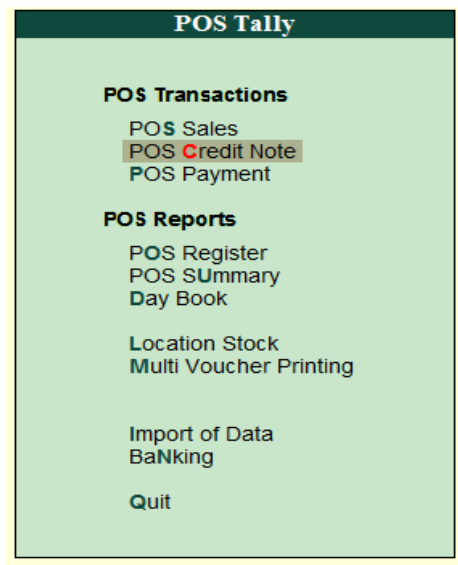 POS Tally
POS Transactions
POS Sales
POS Credit Note
POS Payment
POS Reports
POS Register
POS SUmmary
Day Book
Location Stock
Multi Voucher Printing
Import of Data
BaNking
Quit